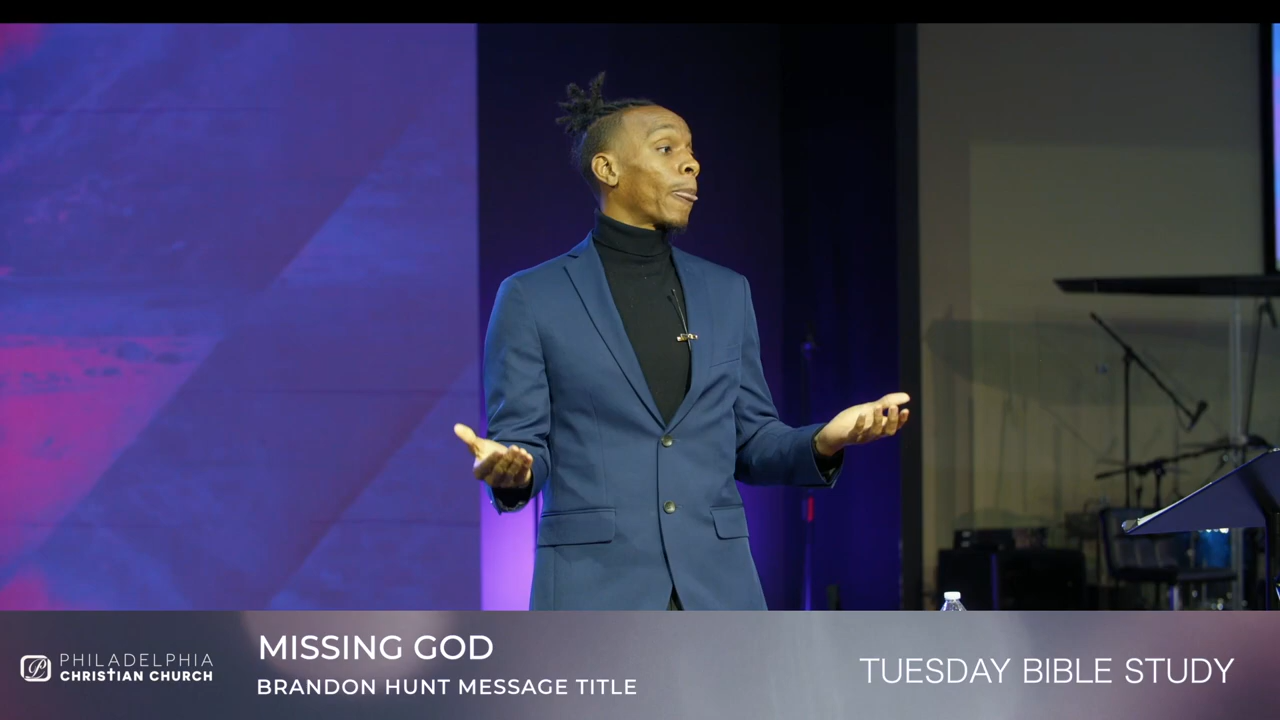 PHILADELPHIA
CHRISTIAN CHURCH
MISSING GOD
BRANDON HUNT MESSAGE TITLE
TUESDAY BIBLE STUDY